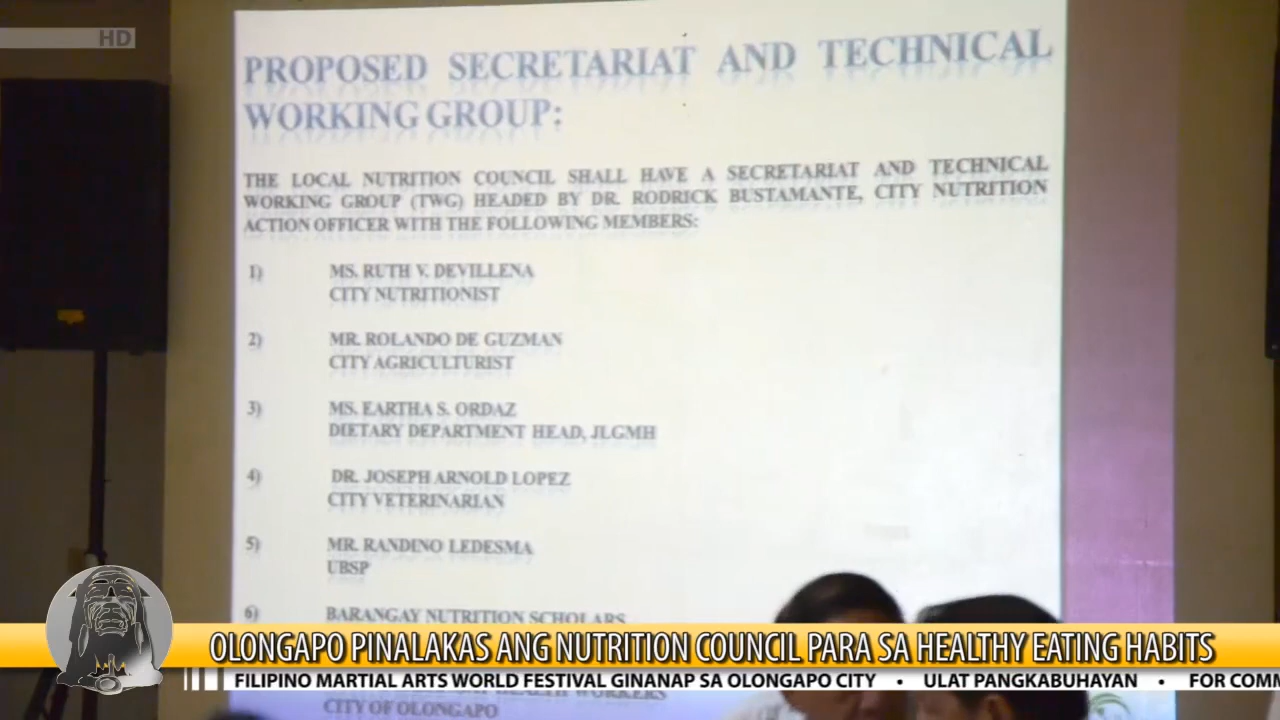 HD
PROPOSED SECRETARIAT AND TECHNICAL
WORKING GROUP:
THE LOCAL NUTRITION COUNCIL SHALL HAVE A SECRETARIAT AND TECHNICAL
WORKING GROUP (TWG) HEADED BY DR. RODRICK BUSTAMANTE, CITY NUTRITION
ACTION OFFICER WITH THE FOLLOWING MEMBERS:
1) MS. RUTH V. DEVILLENA
CITY NUTRITIONIST
2) MR. ROLANDO DE GUZMAN
CITY AGRICULTURIST
3) MS. EARTHA S. ORDAZ
DIETARY DEPARTMENT HEAD, JLGMH
4) DR. JOSEPH ARNOLD LOPEZ
CITY VETERINARIAN
5) MR. RANDINO LEDESMA
UBSP
6) BARANGAY NUTRITION SCHOLARS
OLONGAPO PINALAKAS ANG NUTRITION COUNCIL PARA SA HEALTHY EATING HABITS
FILIPINO MARTIAL ARTS WORLD FESTIVAL GINANAP SA OLONGAPO CITY • ULAT PANGKABUHAYAN • FOR COMM
WORKERS
CITY OF OLONGAPO